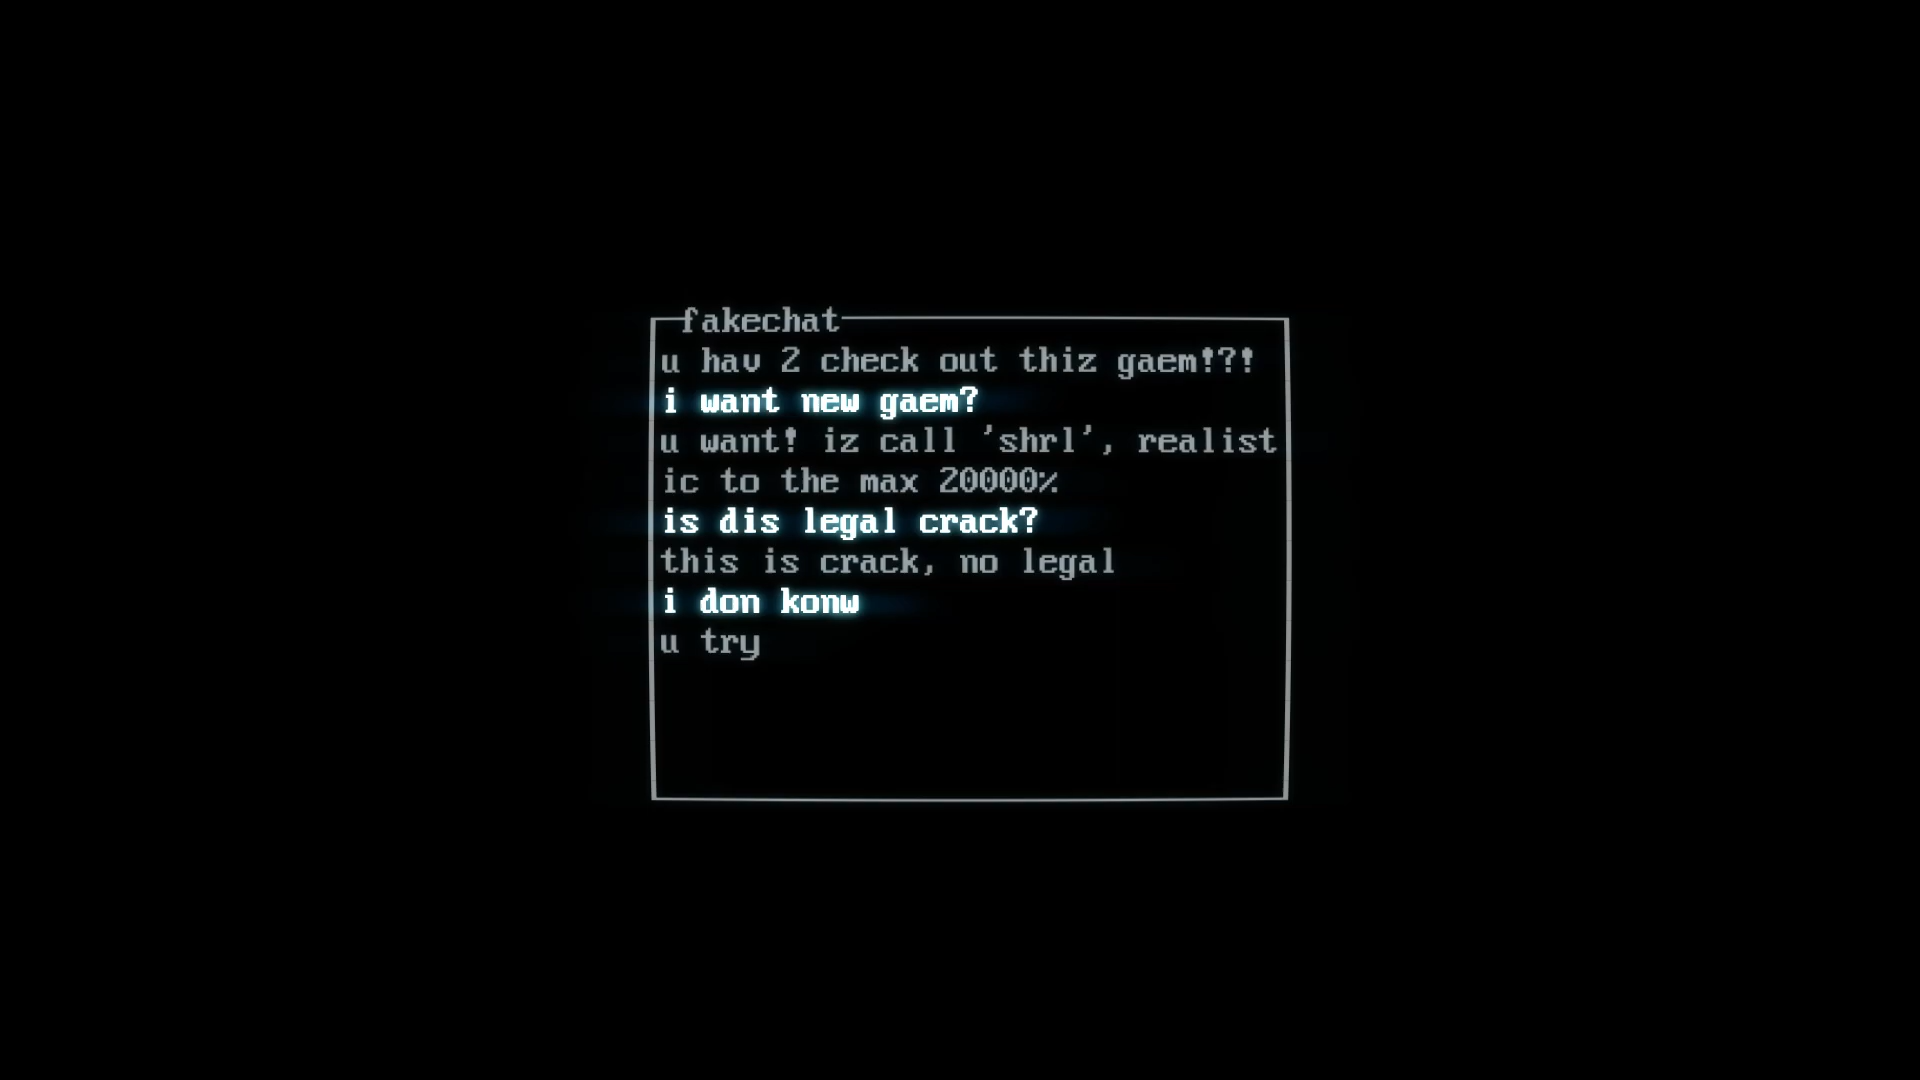 fakechat
u hav 2 check out thiz gaem!?!
i want new gaem?
u want! iz call 'shrl', realist
ic to the max 20000%
is dis legal crack?
this is crack, no legal
i don konw
u try